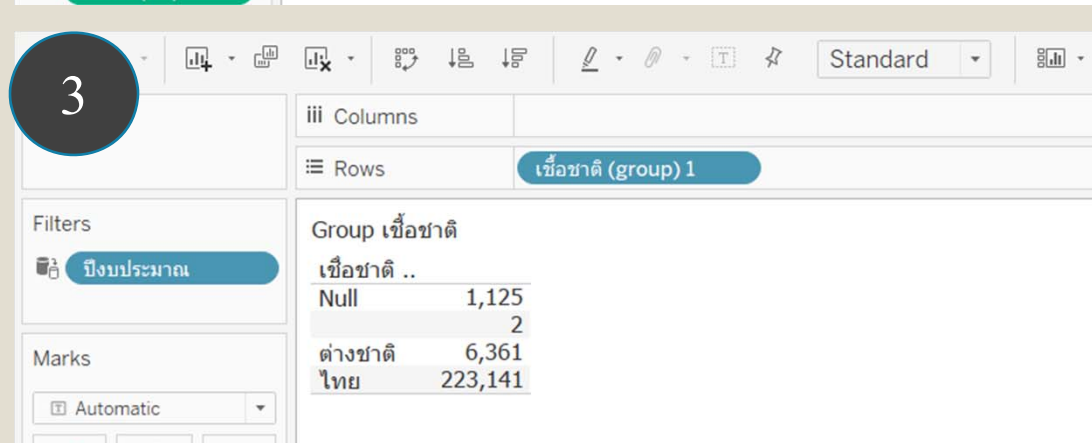 3
Standard
iii Columns
Rows
เชื้อชาติ (group) 1
Filters
ปีงบประมาณ
Marks
Automatic
Group เชื้อชาติ
เชื้อชาติ ..
Null 1,125
2
ต่างชาติ 6,361
ไทย 223,141